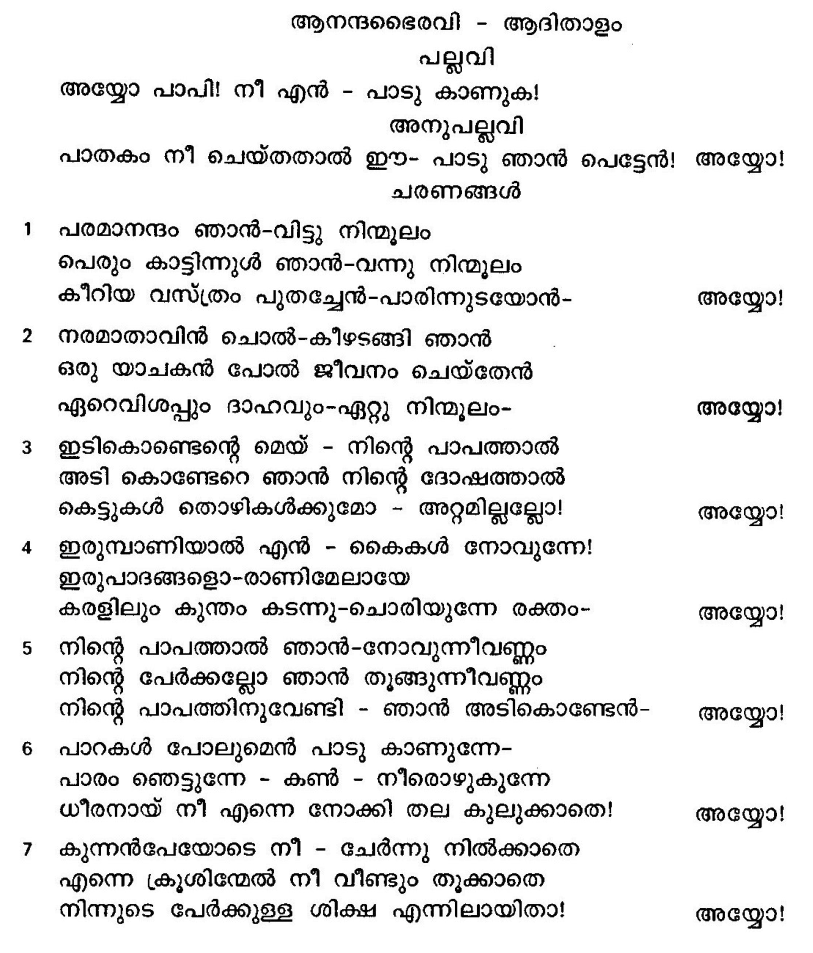 ആനന്ദഭൈരവി - ആദിതാളം
പല്ലവി
അയ്യോ പാപി! നീ എൻ - പാടു കാണുക!
അനുപല്ലവി
പാതകം നീ ചെയ്തതാൽ ഈ- പാടു ഞാൻ പെട്ടേൻ! അയ്യോ!
ചരണങ്ങൾ
1 പരമാനന്ദം ഞാൻ-വിട്ടു നിന്മൂലം
പെരും കാട്ടിന്നുൾ ഞാൻ-വന്നു നിന്മൂലം
കീറിയ വസ്ത്രം പുതച്ചേൻ-പാരിന്നുടയോൻ- അയ്യോ!
2 നരമാതാവിൻ ചൊൽ-കീഴടങ്ങി ഞാൻ
ഒരു യാചകൻ പോൽ ജീവനം ചെയ്തേൻ
ഏറെവിശപ്പും ദാഹവും-ഏറ്റു നിന്മൂലം- അയ്യോ!
3 ഇടികൊണ്ടെന്റെ മെയ് - നിന്റെ പാപത്താൽ
അടി കൊണ്ടേറെ ഞാൻ നിന്റെ ദോഷത്താൽ
കെട്ടുകൾ തൊഴികൾക്കുമോ - അറ്റമില്ലല്ലോ! അയ്യോ!
4 ഇരുമ്പാണിയാൽ എൻ - കൈകൾ നോവുന്നേ!
ഇരുപാദങ്ങളൊ-രാണിമേലായേ
കരളിലും കുന്തം കടന്നു-ചൊരിയുന്നേ രക്തം- അയ്യോ!
5 നിന്റെ പാപത്താൽ ഞാൻ-നോവുന്നീവണ്ണം
നിന്റെ പേർക്കല്ലോ ഞാൻ തൂങ്ങുന്നീവണ്ണം
നിന്റെ പാപത്തിനുവേണ്ടി - ഞാൻ അടികൊണ്ടേൻ- അയ്യോ!
6 പാറകൾ പോലുമെൻ പാടു കാണുന്നേ-
പാരം ഞെട്ടുന്നേ - കൺ - നീരൊഴുകുന്നേ
ധീരനായ് നീ എന്നെ നോക്കി തല കുലുക്കാതെ! അയ്യോ!
7 കുന്നൻപേയോടെ നീ - ചേർന്നു നിൽക്കാതെ
എന്നെ ക്രൂശിന്മേൽ നീ വീണ്ടും തൂക്കാതെ
നിന്നുടെ പേർക്കുള്ള ശിക്ഷ എന്നിലായിതാ! അയ്യോ!